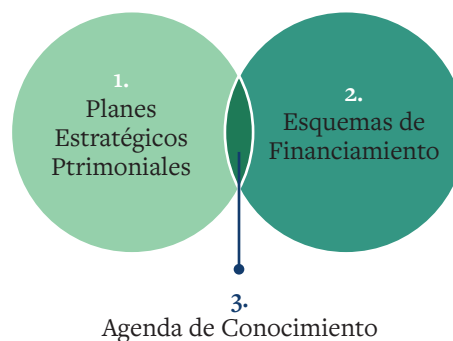 1.
Planes
Estratégicos
Ptrimoniales
2.
Esquemas de
Financiamiento
3.
Agenda de Conocimiento